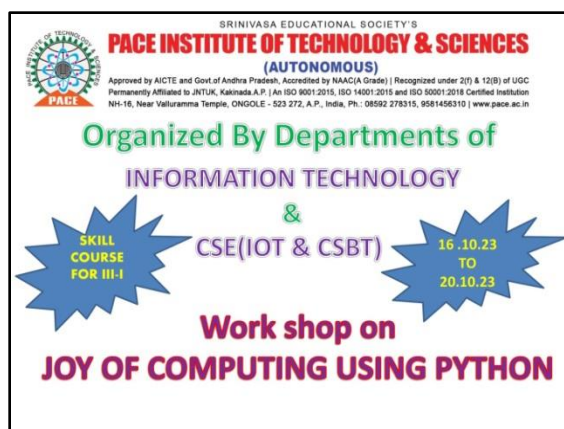 SRINIVASA EDUCATIONAL SOCIETY'S
PACE INSTITUTE OF TECHNOLOGY & SCIENCES
(AUTONOMOUS)
Approved by AICTE and Govt.of Andhra Pradesh, Accredited by NAAC(A Grade) | Recognized under 2(f) & 12(B) of UGC
Permanently Affiliated to JNTUK, Kakinada.A.P. | An ISO 9001:2015, ISO 14001:2015 and ISO 50001:2018 Certified Institution
NH-16, Near Valluramma Temple, ONGOLE - 523 272, A.P., India, Ph.: 08592 278315, 9581456310 | www.pace.ac.in
PACE
Organized By Departments of
INFORMATION TECHNOLOGY
&
CSE(IOT & CSBT)
SKILL
COURSE
FOR III-I
16 .10.23
TO
20.10.23
Work shop on
JOY OF COMPUTING USING PYTHON